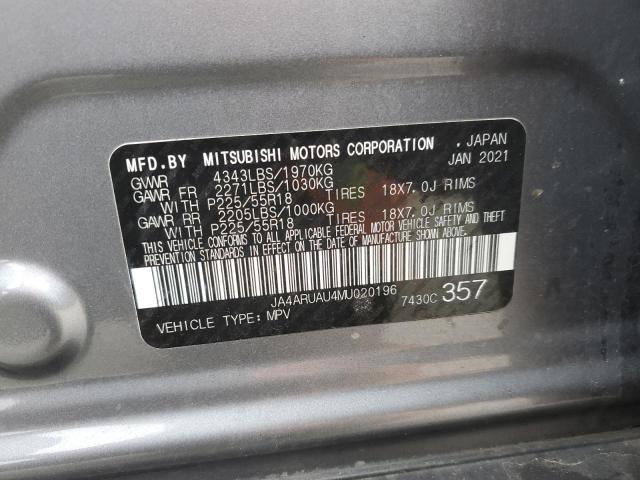 MFD.BY MITSUBISHI MOTORS CORPORATION , JAPAN
GVWR 4343LBS/1970KG JAN 2021
GAWR FR 2271LBS/1030KG
WITH P225/55R18 TIRES 18X7.0J RIMS
GAWR RR 2205LBS/1000KG
WITH P225/55R18 TIRES 18X7.0J RIMS
THIS VEHICLE CONFORMS TO ALL APPLICABLE FEDERAL MOTOR VEHICLE SAFETY AND THEFT
PREVENTION STANDARDS IN EFFECT ON THE DATE OF MANUFACTURE SHOWN ABOVE.
JA4ARUAU4MU020196 7430C 357
VEHICLE TYPE: MPV